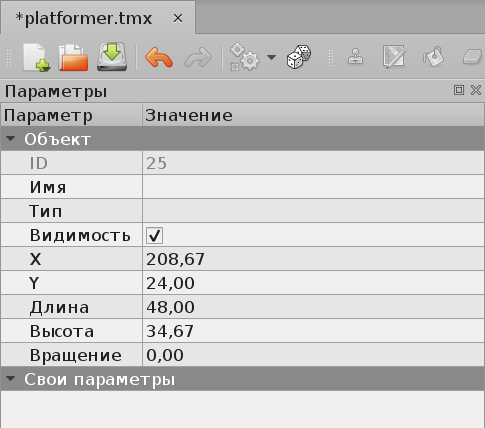 *platformer.tmx ×
Параметры
Параметр Значение
Объект
ID 25
Имя
Тип
Видимость
X 208,67
Y 24,00
Длина 48,00
Высота 34,67
Вращение 0,00
Свои параметры